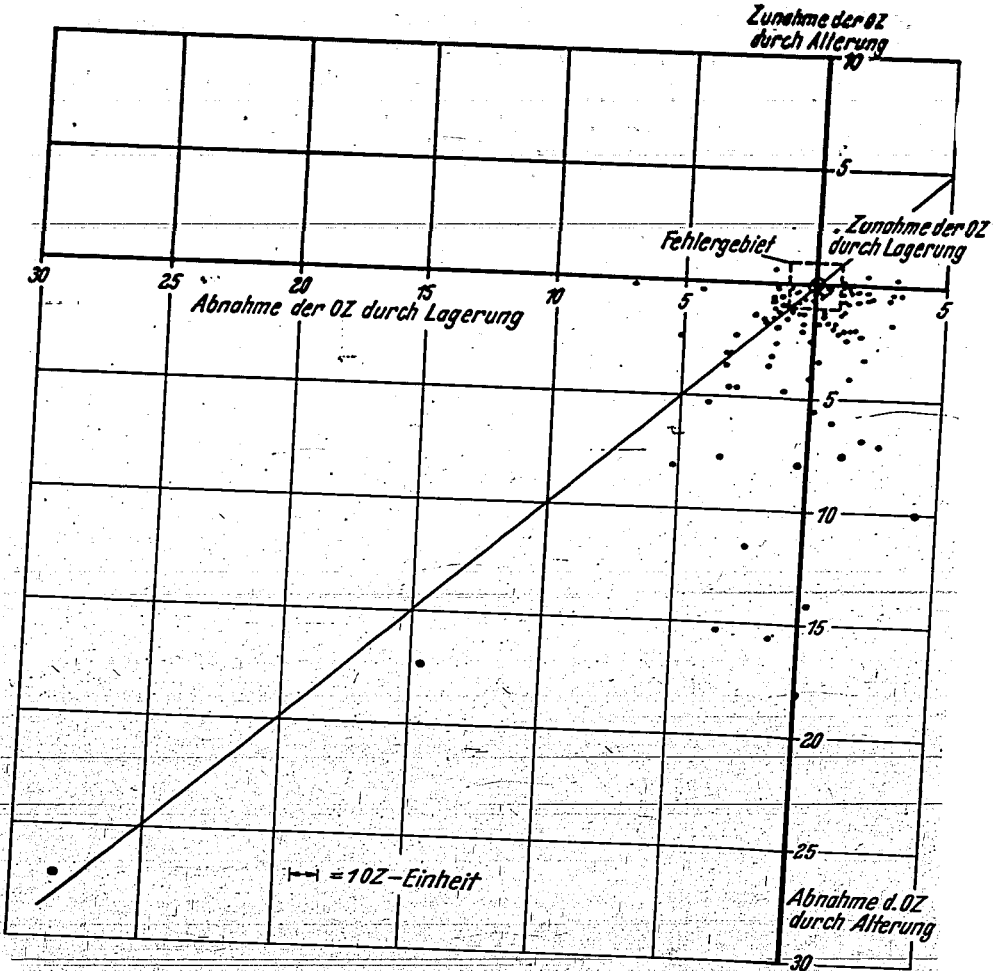 Zunahme der OZ
durch Alterung
10
5
Zunahme der OZ
durch Lagerung
Fehlergebiet
30
25
20
15
10
5
5
Abnahme der OZ durch Lagerung
5
10
15
20
25
= 1 OZ-Einheit
Abnahme d. OZ
durch Alterung
30